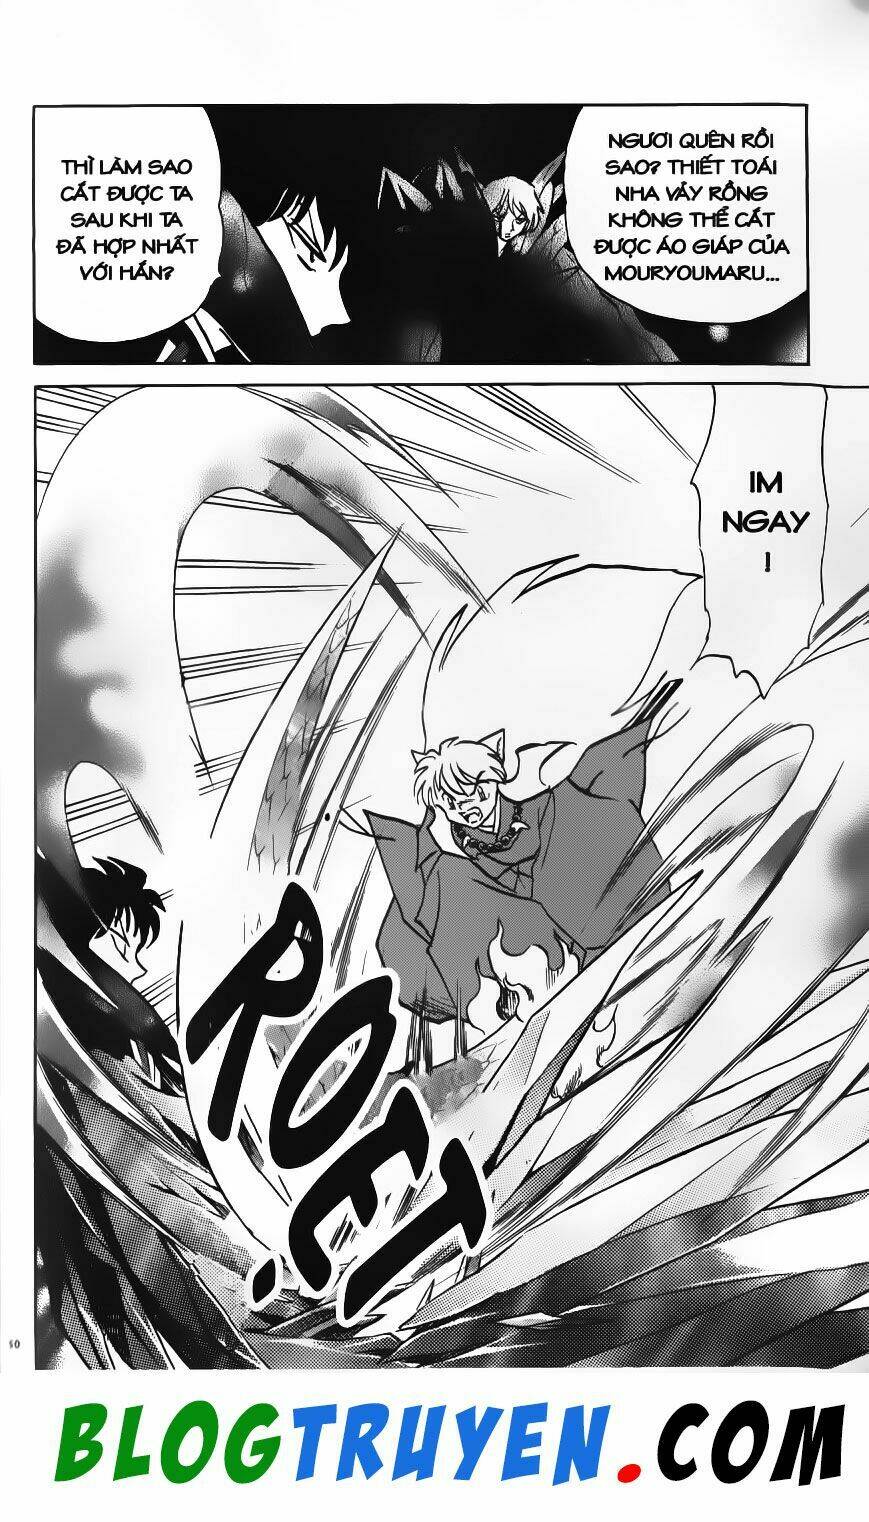 NGƯƠI QUÊN RỒI
SAO? THIẾT TOÁI
NHA VẢY RỒNG
KHÔNG THỂ CẮT
ĐƯỢC ÁO GIÁP CỦA
MOURYOUMARU...
THÌ LÀM SAO
CẮT ĐƯỢC TA
SAU KHI TA
ĐÃ HỢP NHẤT
VỚI HẮN?
IM
NGAY
!
ROẸT
BLOGTRUYEN.COM